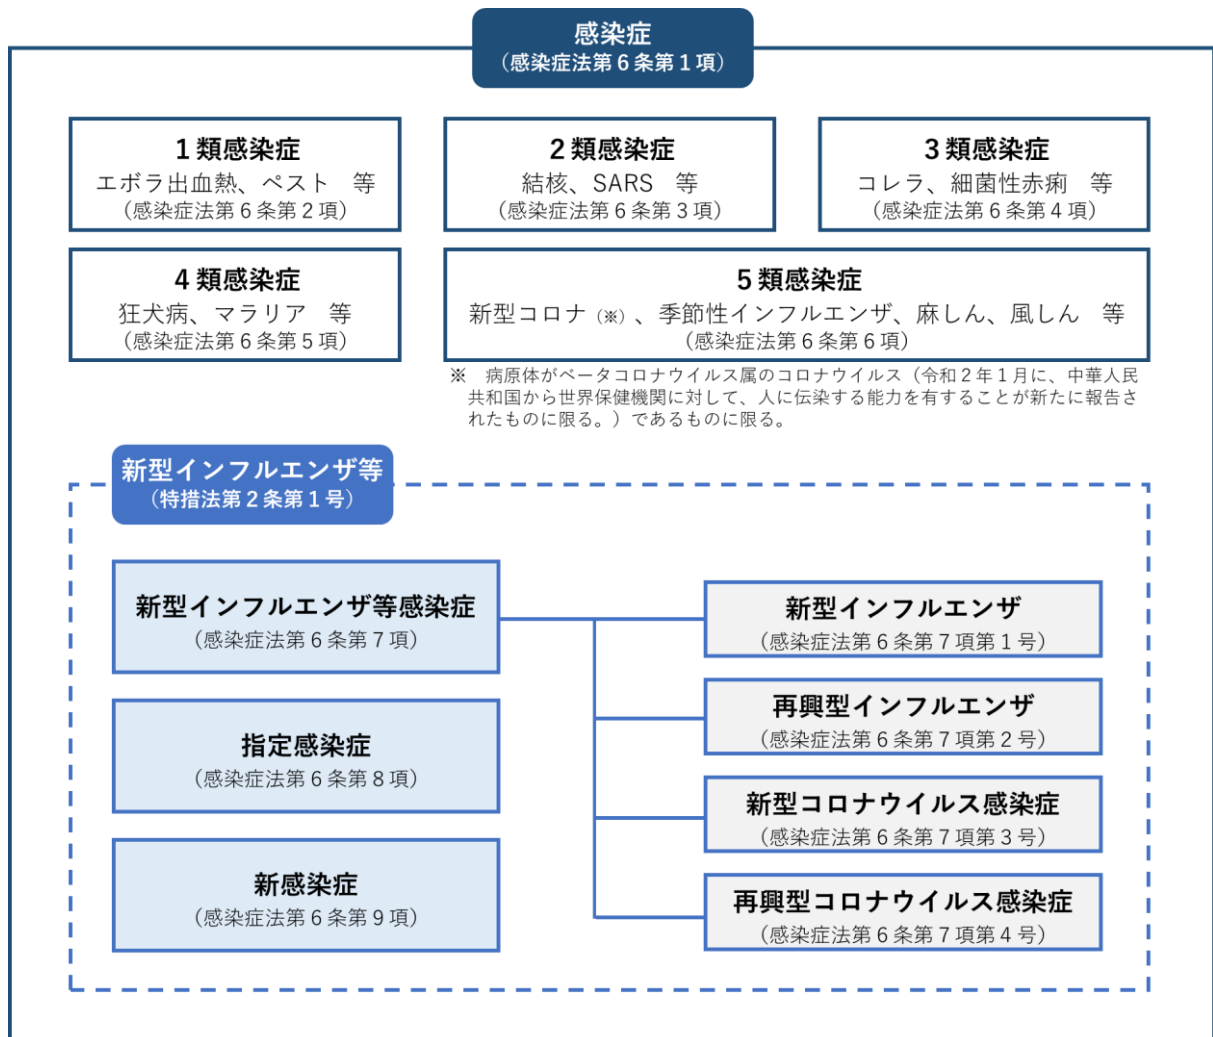 感染症
（感染症法第６条第１項）
１類感染症
エボラ出血熱、ペスト　等
（感染症法第６条第２項）
２類感染症
結核、SARS　等
（感染症法第６条第３項）
３類感染症
コレラ、細菌性赤痢　等
（感染症法第６条第４項）
４類感染症
狂犬病、マラリア　等
（感染症法第６条第５項）
５類感染症
新型コロナ（※）、季節性インフルエンザ、麻しん、風しん　等
（感染症法第６条第６項）
※　病原体がベータコロナウイルス属のコロナウイルス（令和２年１月に、中華人民
共和国から世界保健機関に対して、人に伝染する能力を有することが新たに報告さ
れたものに限る。）であるものに限る。
新型インフルエンザ等
（特措法第２条第１号）
新型インフルエンザ等感染症
（感染症法第６条第７項）
指定感染症
（感染症法第６条第８項）
新感染症
（感染症法第６条第９項）
新型インフルエンザ
（感染症法第６条第７項第１号）
再興型インフルエンザ
（感染症法第６条第７項第２号）
新型コロナウイルス感染症
（感染症法第６条第７項第３号）
再興型コロナウイルス感染症
（感染症法第６条第７項第４号）